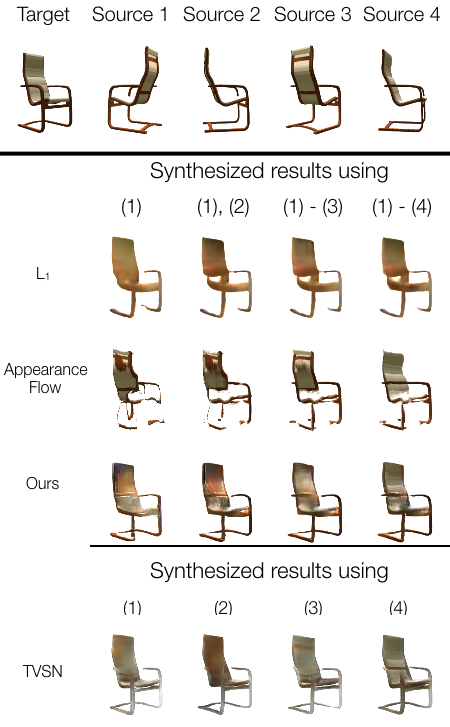 Target Source 1 Source 2 Source 3 Source 4
Synthesized results using
(1) (1), (2) (1) - (3) (1) - (4)
L₁
Appearance
Flow
Ours
Synthesized results using
(1) (2) (3) (4)
TVSN